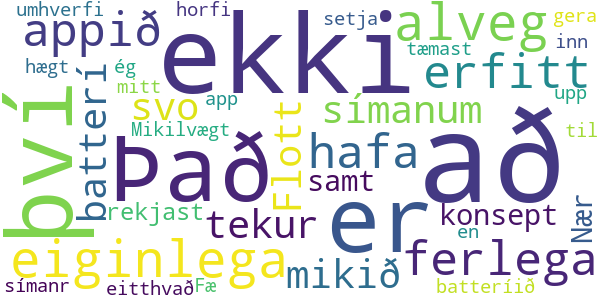 umhverfi
horfi
setja
alveg
gera
appið
ekki
tæmast
inn
hægt
ég
erfitt
mitt
batterí
svo
app
símanum
upp
Mikilvægt
Flott
til
því
Það
hafa
að
er
rekjast
samt
konsept
tekur
Nær
en
eiginlega
mikið
ferlega
símanr
eitthvað
Fæ
batteríið